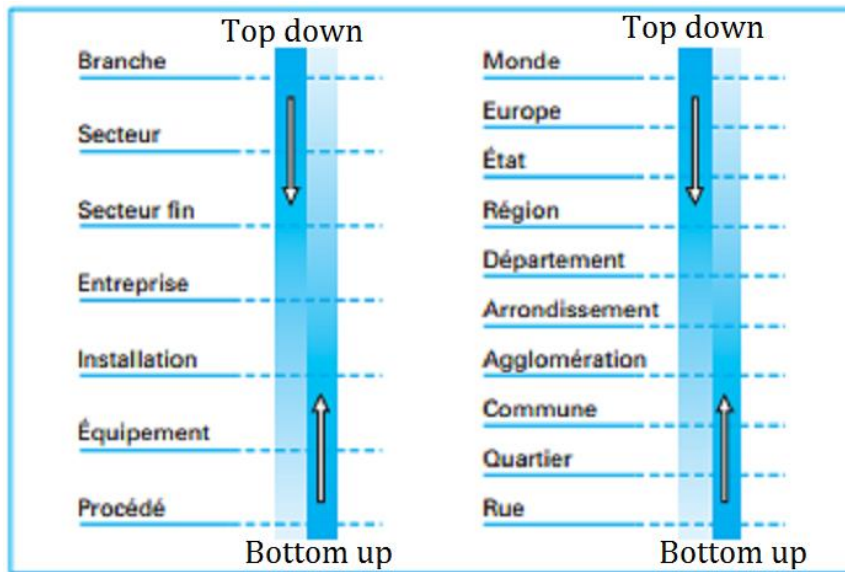 Top down
Branche
Secteur
Secteur fin
Entreprise
Installation
Équipement
Procédé
Bottom up
Top down
Monde
Europe
État
Région
Département
Arrondissement
Agglomération
Commune
Quartier
Rue
Bottom up